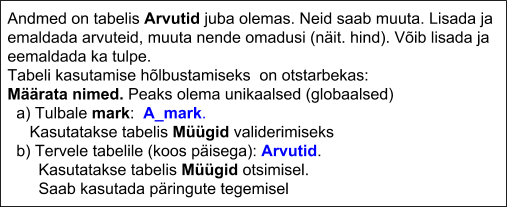 Andmed on tabelis Arvutid juba olemas. Neid saab muuta. Lisada ja
emaldada arvuteid, muuta nende omadusi (näit. hind). Võib lisada ja
eemaldada ka tulpe.
Tabeli kasutamise hõlbustamiseks on otstarbekas:
Määrata nimed. Peaks olema unikaalsed (globaalsed)
a) Tulbale mark: A_mark.
Kasutatakse tabelis Müügid validerimiseks
b) Tervele tabelile (koos päisega): Arvutid.
Kasutatakse tabelis Müügid otsimisel.
Saab kasutada päringute tegemisel